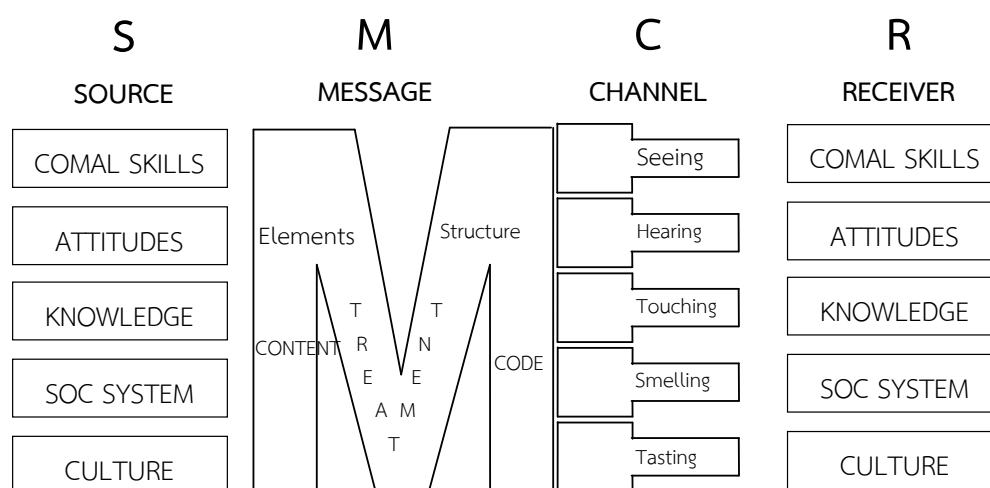 S M C R
SOURCE MESSAGE CHANNEL RECEIVER
COMAL SKILLS
ATTITUDES
KNOWLEDGE
SOC SYSTEM
CULTURE
Elements
Structure
CONTENT
TREATMENT
CODE
Seeing
Hearing
Touching
Smelling
Tasting
COMAL SKILLS
ATTITUDES
KNOWLEDGE
SOC SYSTEM
CULTURE